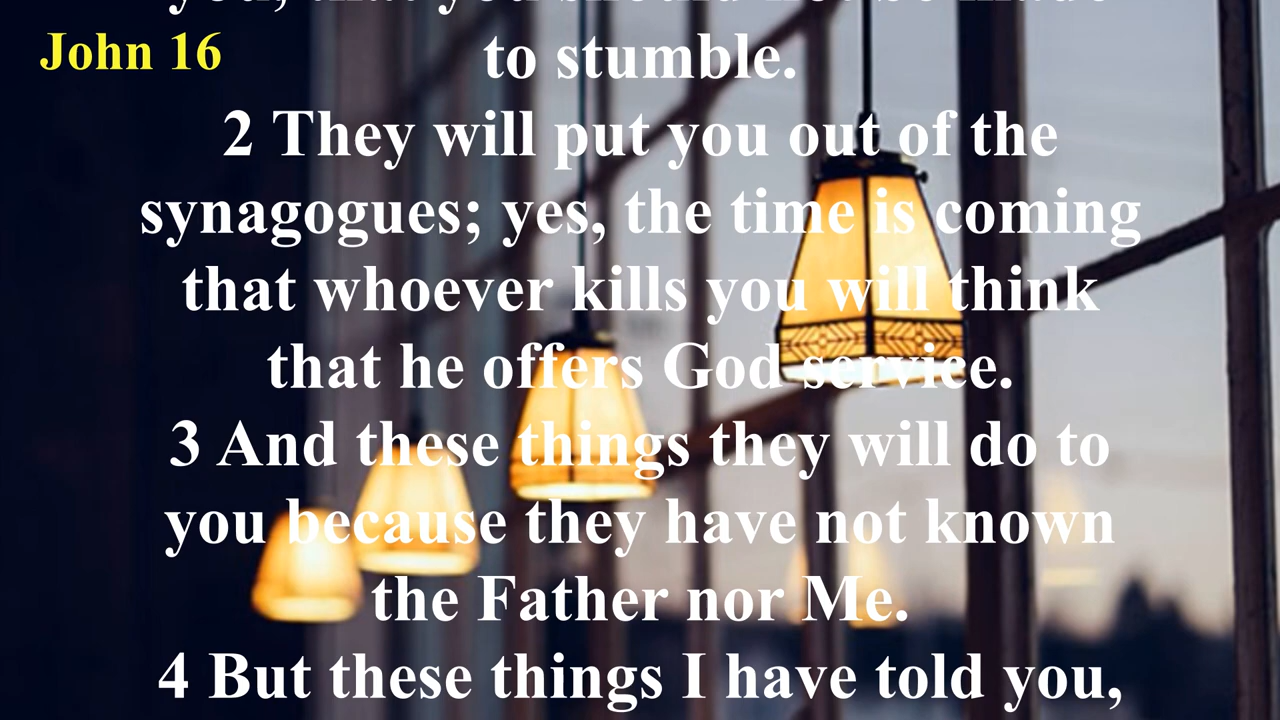 John 16
to stumble.
2 They will put you out of the
synagogues; yes, the time is coming
that whoever kills you will think
that he offers God service.
3 And these things they will do to
you because they have not known
the Father nor Me.
4 But these things I have told you,